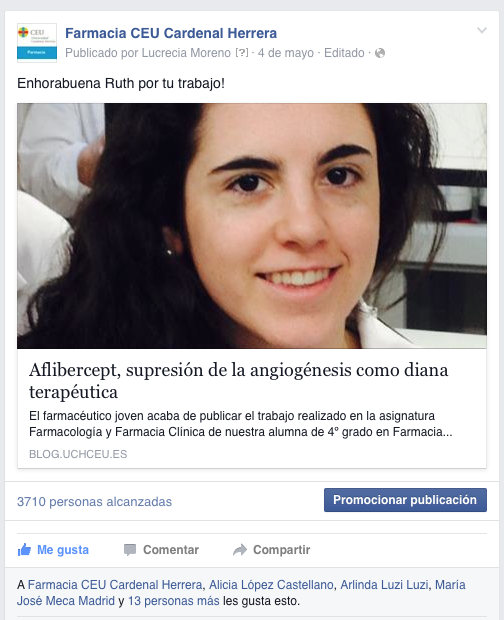 CEU
Farmacia
Farmacia CEU Cardenal Herrera
Publicado por Lucrecia Moreno [?] · 4 de mayo · Editado ·
Enhorabuena Ruth por tu trabajo!
Aflibercept, supresión de la angiogénesis como diana
terapéutica
El farmacéutico joven acaba de publicar el trabajo realizado en la asignatura
Farmacología y Farmacia Clínica de nuestra alumna de 4º grado en Farmacia...
BLOG.UCHCEU.ES
3710 personas alcanzadas
Promocionar publicación
Me gusta
Comentar
Compartir
A Farmacia CEU Cardenal Herrera, Alicia López Castellano, Arlinda Luzi Luzi, María
José Meca Madrid y 13 personas más les gusta esto.